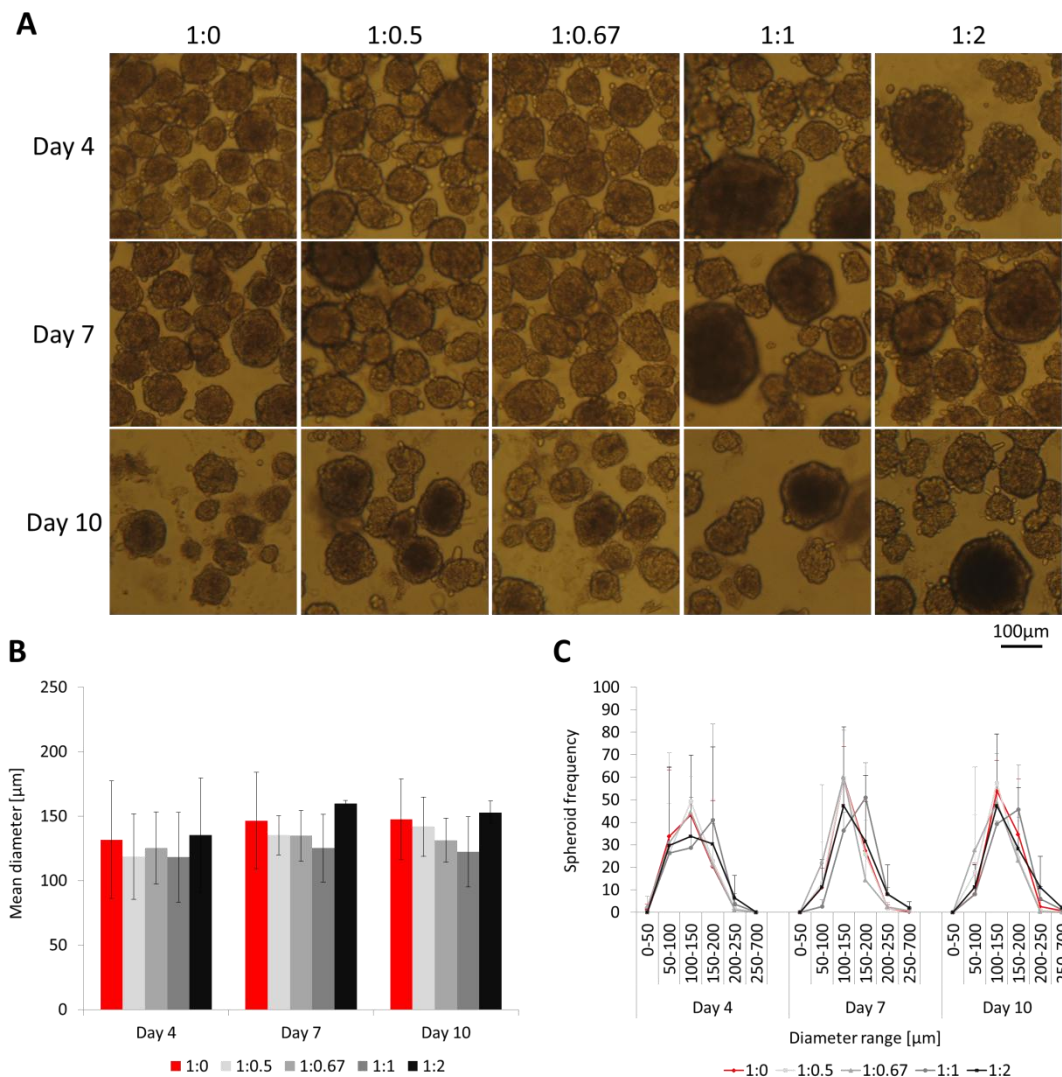 A
1:0 1:0.5 1:0.67 1:1 1:2
Day 4
Day 7
Day 10
100µm
B
250
200
150
100
50
0
Mean diameter [µm]
Day 4 Day 7 Day 10
1:0 1:0.5 1:0.67 1:1 1:2
C
100
90
80
70
60
50
40
30
20
10
0
Spheroid frequency
0-50 50-100 100-150 150-200 200-250 250-700 0-50 50-100 100-150 150-200 200-250 250-700 0-50 50-100 100-150 150-200 200-250 250-700
Day 4 Day 7 Day 10
Diameter range [µm]
1:0 1:0.5 1:0.67 1:1 1:2